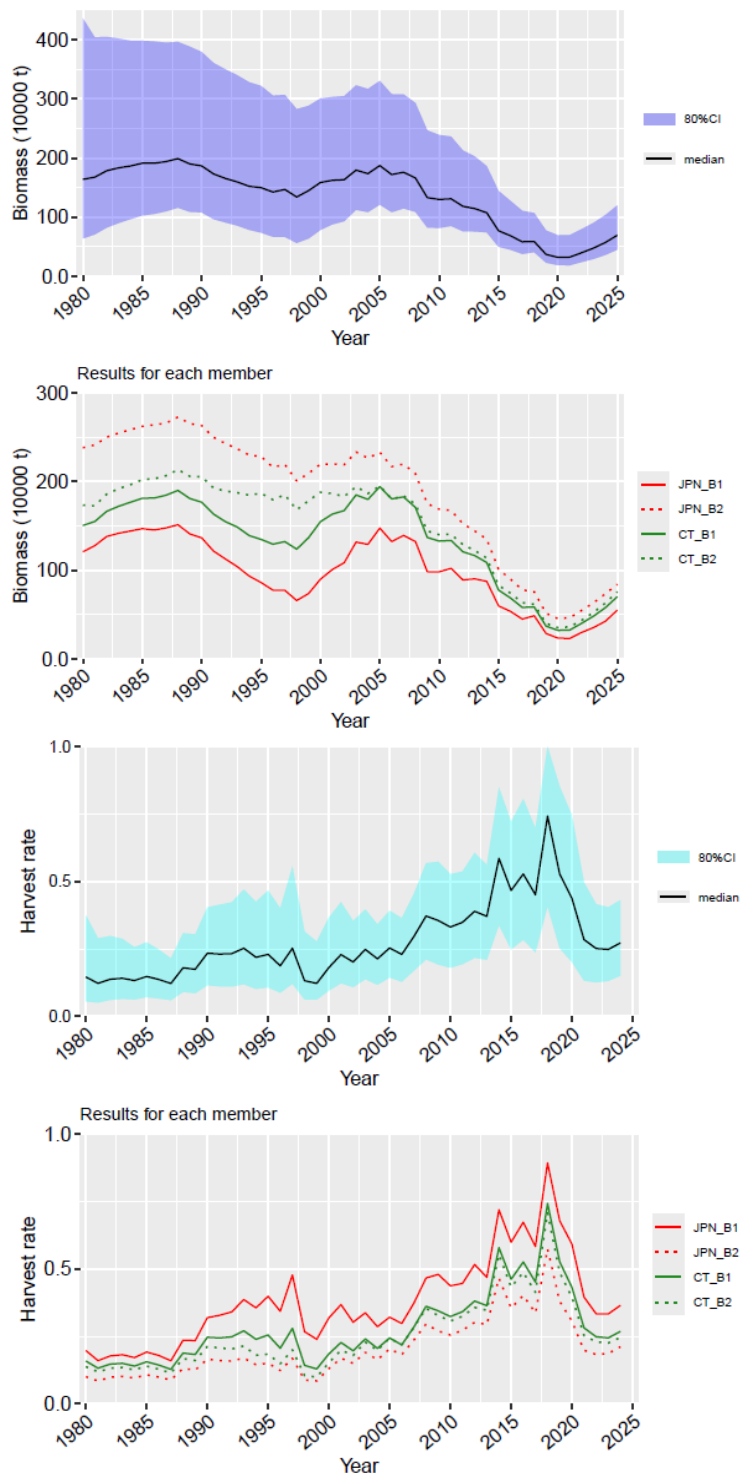 400
300
200
100
0.0
Biomass (10000 t)
1980
1985
1990
1995
2000
2005
2010
2015
2020
2025
Year
80%CI
median
Results for each member
300
200
100
0.0
Biomass (10000 t)
1980
1985
1990
1995
2000
2005
2010
2015
2020
2025
Year
JPN_B1
JPN_B2
CT_B1
CT_B2
1.0
0.5
0.0
Harvest rate
1980
1985
1990
1995
2000
2005
2010
2015
2020
2025
Year
80%CI
median
Results for each member
1.0
0.5
0.0
Harvest rate
1980
1985
1990
1995
2000
2005
2010
2015
2020
2025
Year
JPN_B1
JPN_B2
CT_B1
CT_B2